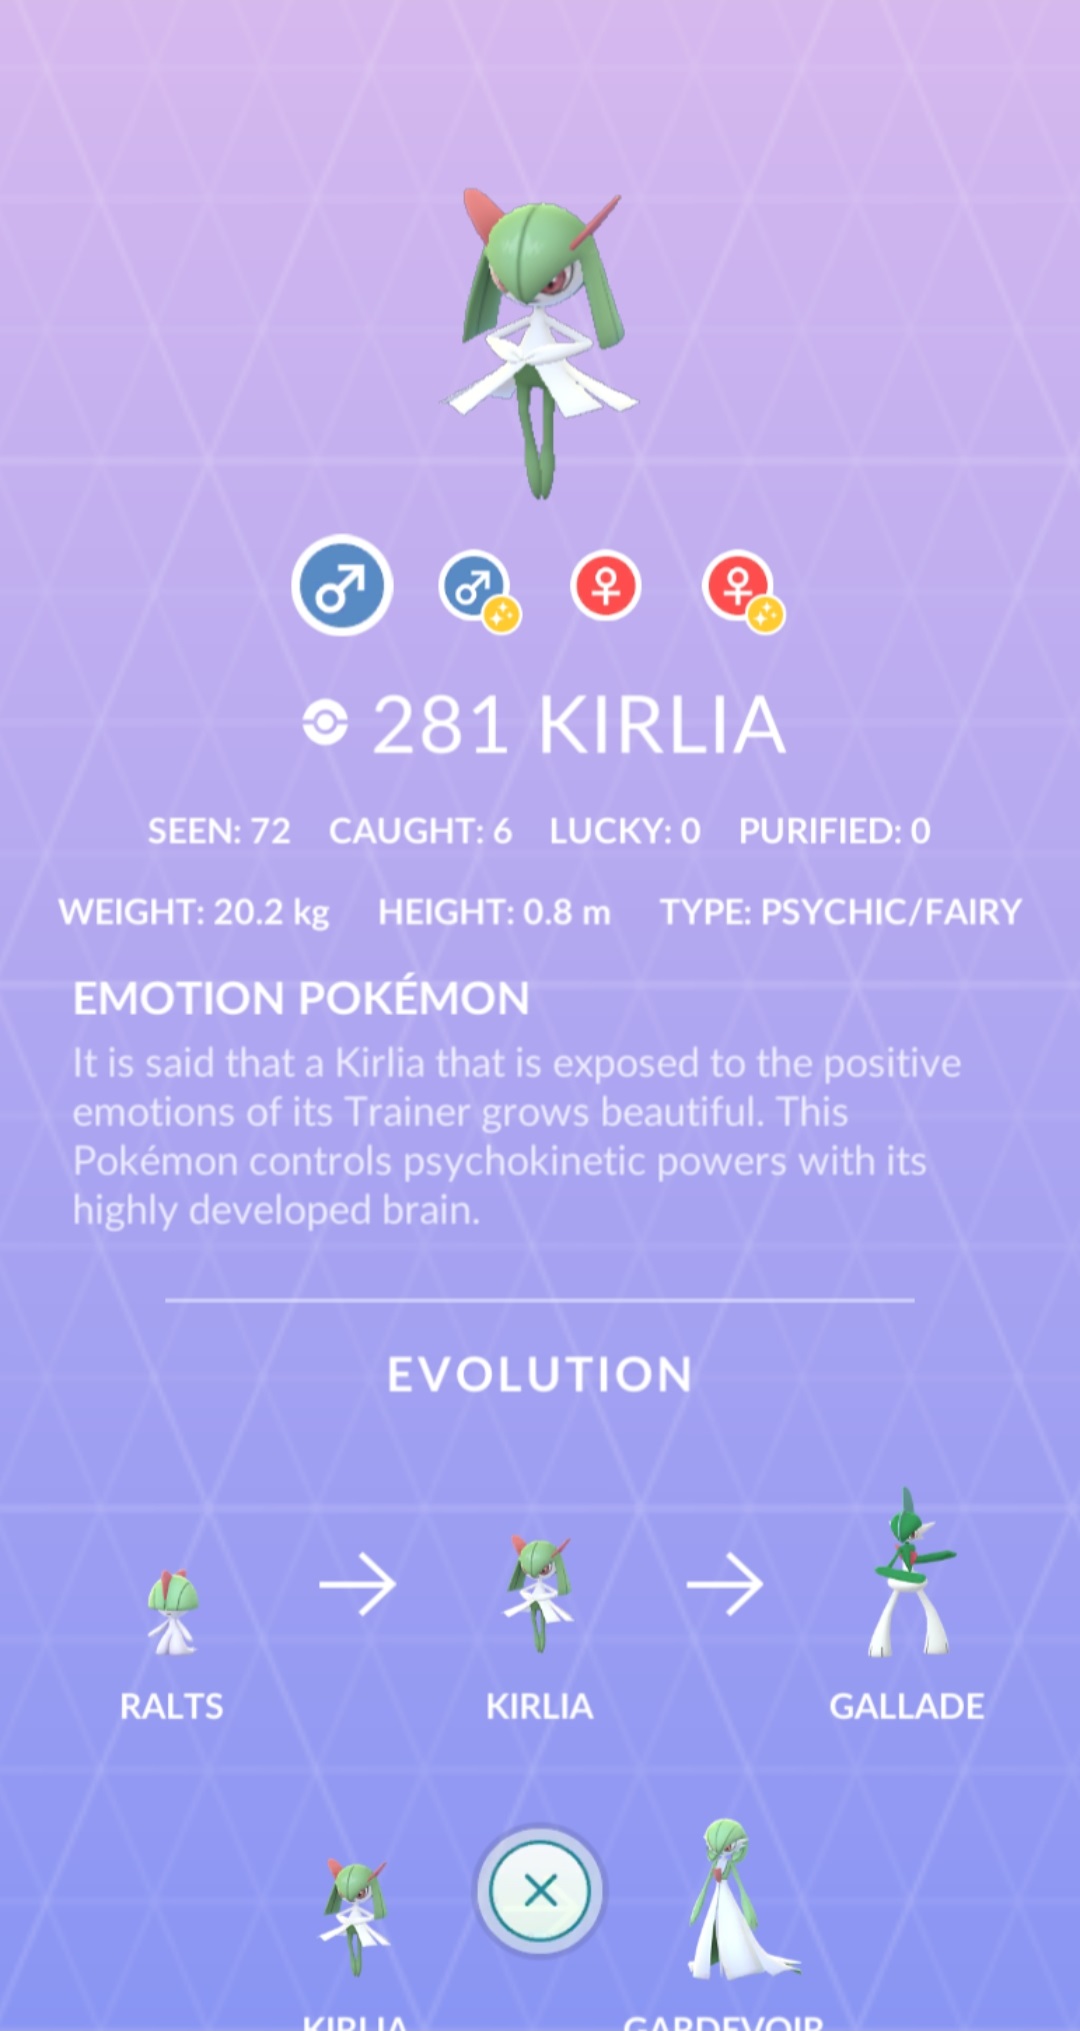 281 KIRLIA
SEEN: 72 CAUGHT: 6 LUCKY: 0 PURIFIED: 0
WEIGHT: 20.2 kg HEIGHT: 0.8 m TYPE: PSYCHIC/FAIRY
EMOTION POKÉMON
It is said that a Kirlia that is exposed to the positive
emotions of its Trainer grows beautiful. This
Pokémon controls psychokinetic powers with its
highly developed brain.
EVOLUTION
RALTS KIRLIA GALLADE
KIRLIA GARDEVOIR